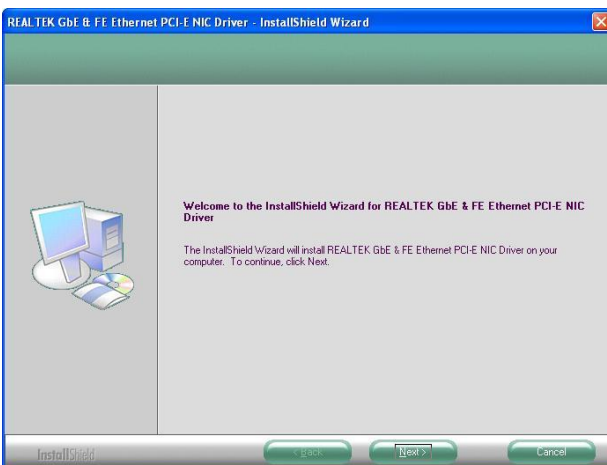 REALTEK GbE & FE Ethernet PCI-E NIC Driver - InstallShield Wizard
Welcome to the InstallShield Wizard for REALTEK GbE & FE Ethernet PCI-E NIC
Driver
The InstallShield Wizard will install REALTEK GbE & FE Ethernet PCI-E NIC Driver on your
computer. To continue, click Next.
InstallShield
< Back
Next >
Cancel